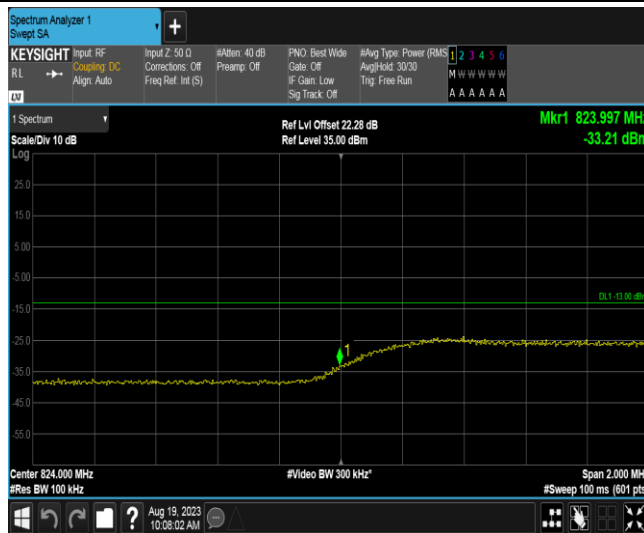 Spectrum Analyzer 1
Swept SA
+
KEYSIGHT
RL
LXI
Input: RF
Coupling: DC
Align: Auto
Input Z: 50 Ω
Corrections: Off
Freq Ref: Int (S)
#Atten: 40 dB
Preamp: Off
PNO: Best Wide
Gate: Off
IF Gain: Low
Sig Track: Off
#Avg Type: Power (RMS
Avg|Hold: 30/30
Trig: Free Run
1 2 3 4 5 6
M W W W W W
A A A A A A
1 Spectrum
Scale/Div 10 dB
Ref Lvl Offset 22.28 dB
Ref Level 35.00 dBm
Mkr1 823.997 MHz
-33.21 dBm
Log
25.0
15.0
5.00
-5.00
DL1 -13.00 dBm
-15.0
-25.0
1
-35.0
-45.0
-55.0
Center 824.000 MHz
#Res BW 100 kHz
#Video BW 300 kHz*
Span 2.000 MH
#Sweep 100 ms (601 pts
?
Aug 19, 2023
10:08:02 AM